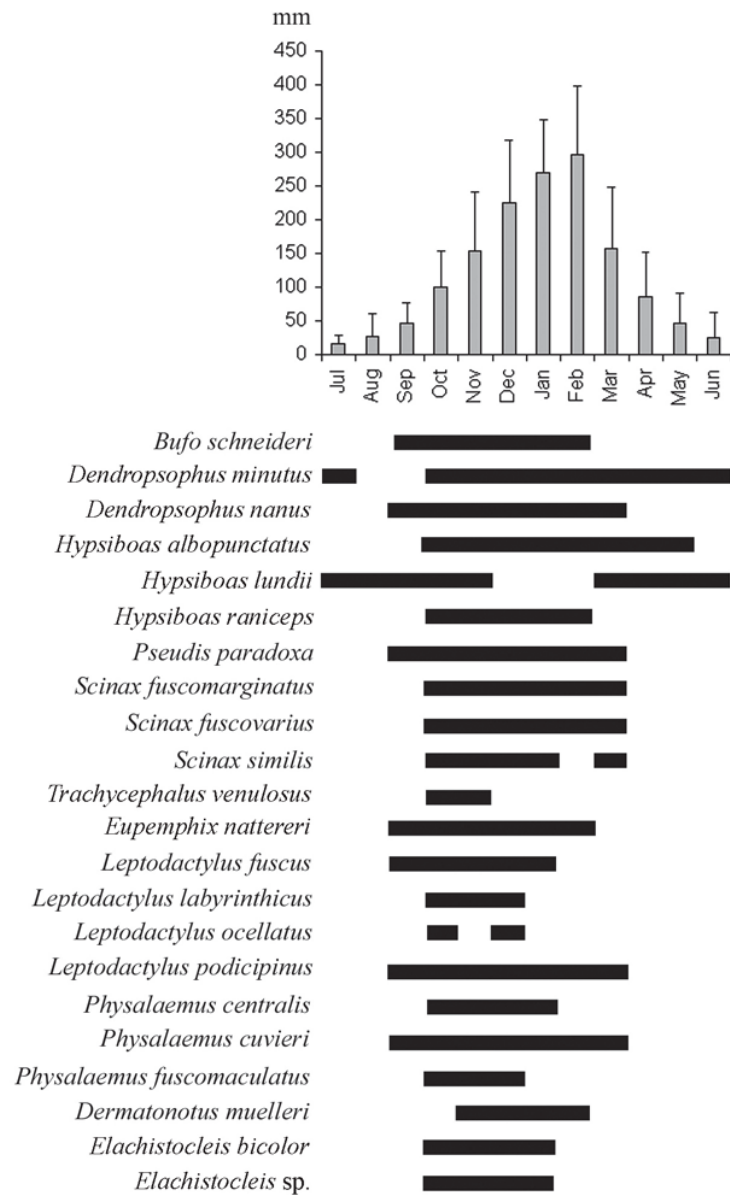 mm
450
400
350
300
250
200
150
100
50
0
Jul Aug Sep Oct Nov Dec Jan Feb Mar Apr May Jun
Bufo schneideri
Dendropsophus minutus
Dendropsophus nanus
Hypsiboas albopunctatus
Hypsiboas lundii
Hypsiboas raniceps
Pseudis paradoxa
Scinax fuscomarginatus
Scinax fuscovarius
Scinax similis
Trachycephalus venulosus
Eupemphix nattereri
Leptodactylus fuscus
Leptodactylus labyrinthicus
Leptodactylus ocellatus
Leptodactylus podicipinus
Physalaemus centralis
Physalaemus cuvieri
Physalaemus fuscomaculatus
Dermatonotus muelleri
Elachistocleis bicolor
Elachistocleis sp.